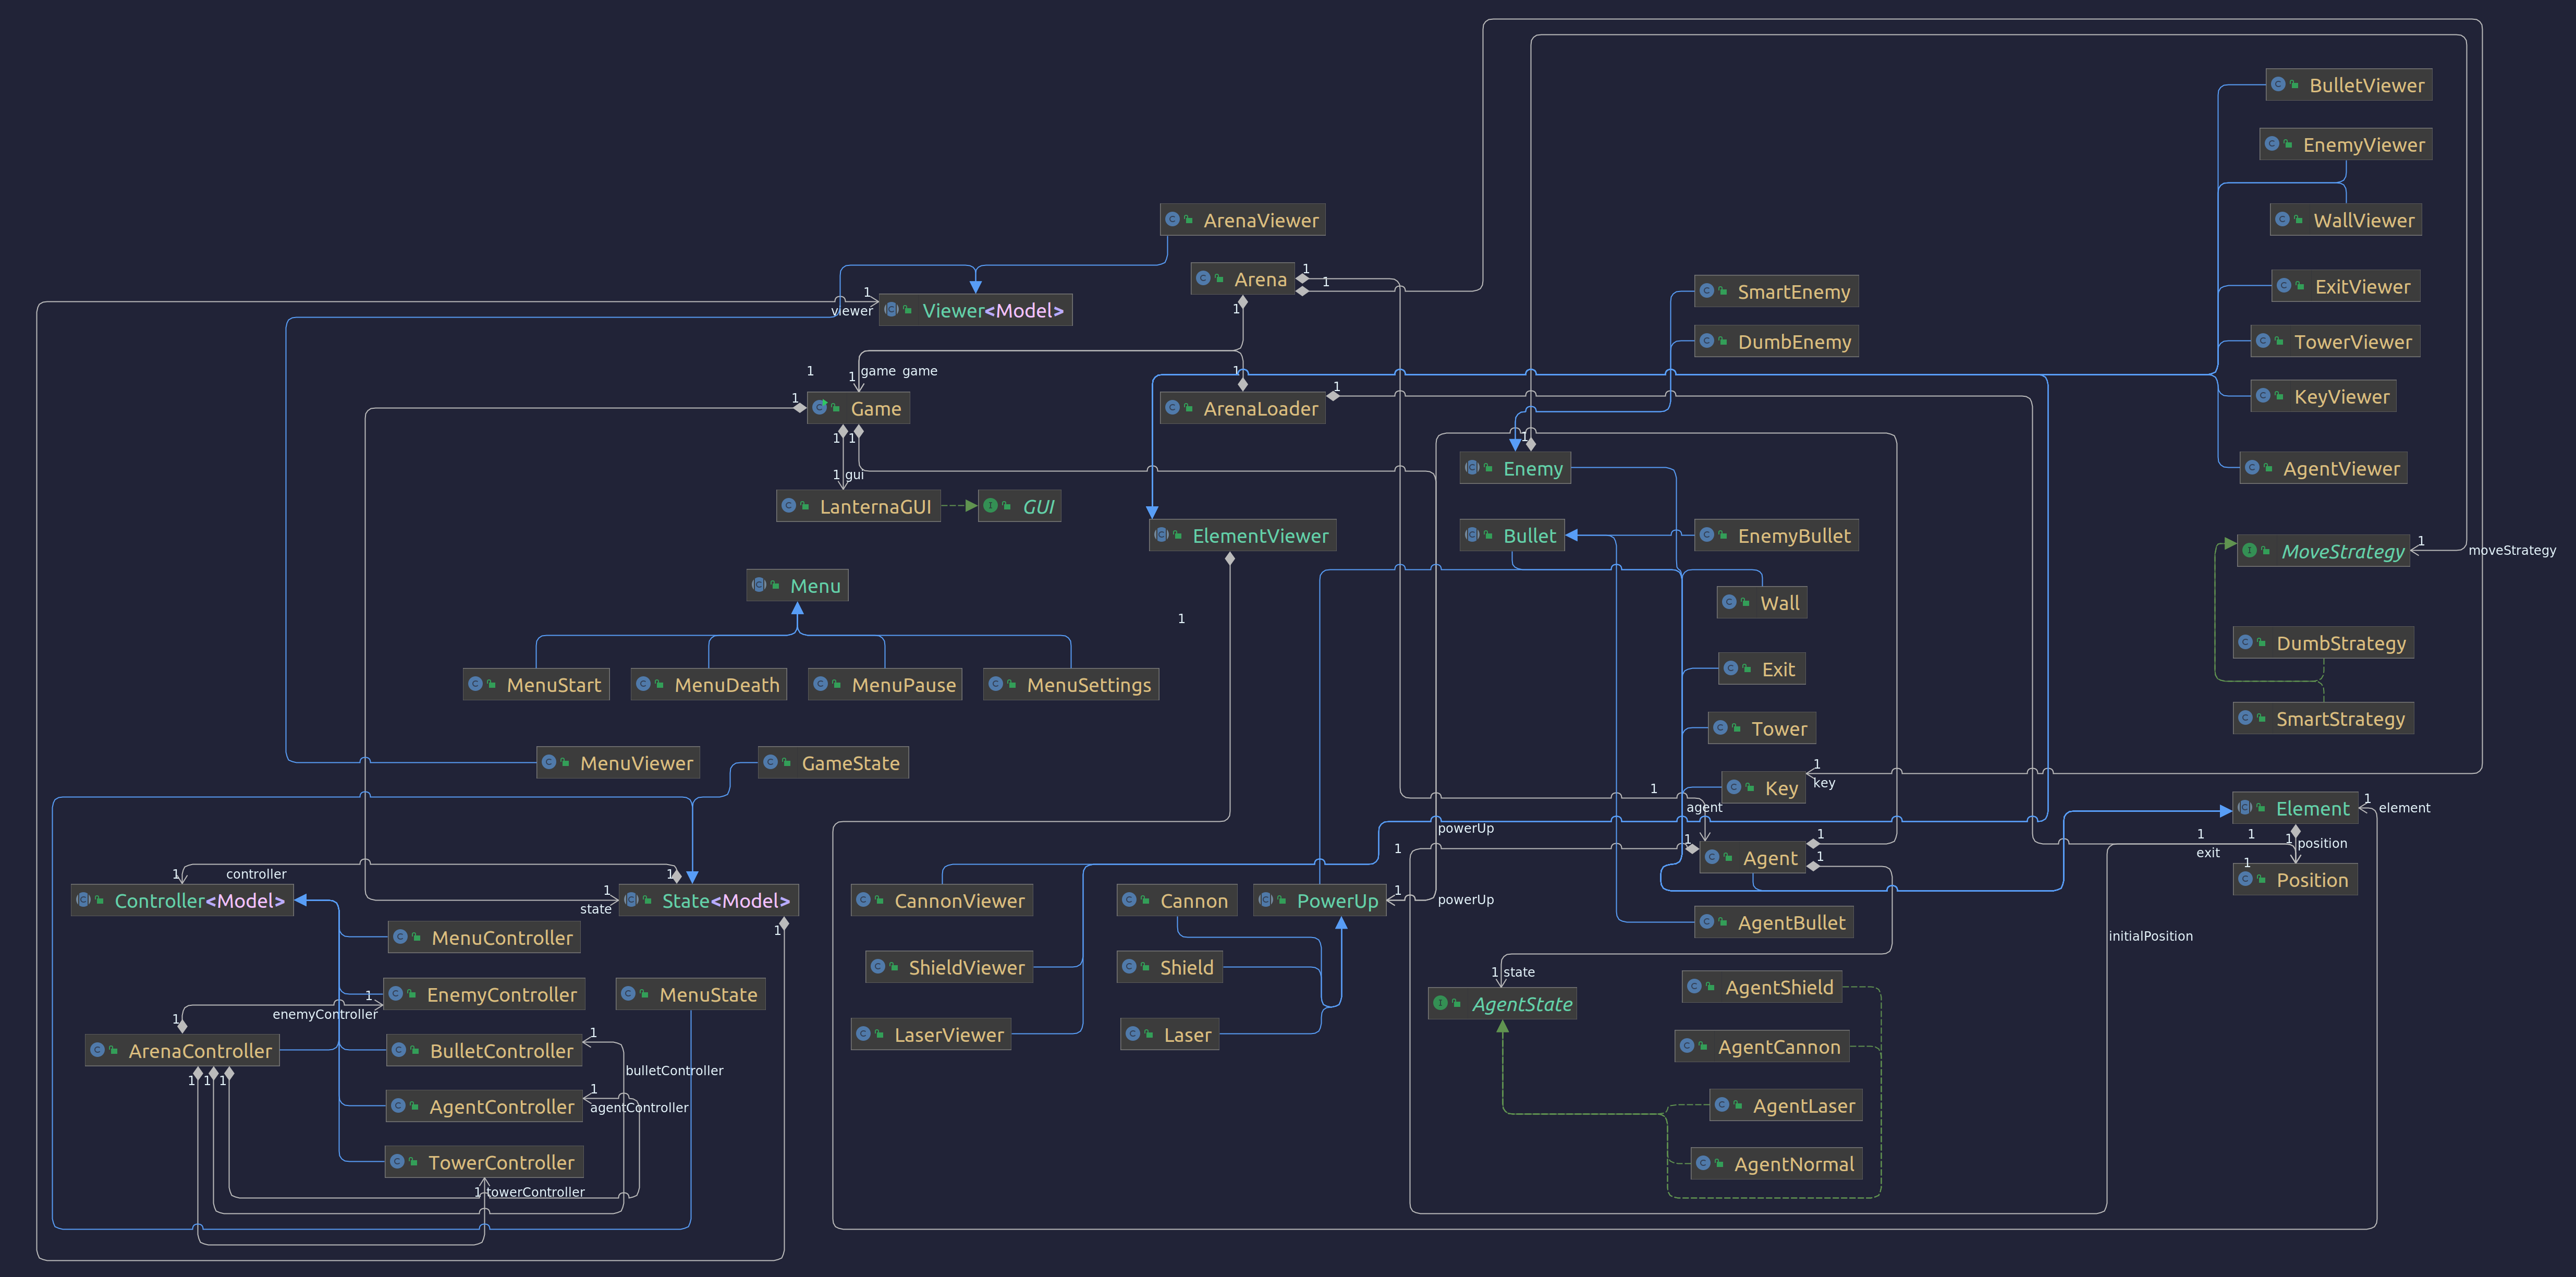 BulletViewer
EnemyViewer
ArenaViewer
WallViewer
1
Arena
1
SmartEnemy
ExitViewer
1
viewer
Viewer<Model>
1
DumbEnemy
TowerViewer
1
1
game game
1
1
KeyViewer
1
Game
ArenaLoader
1
1
1
Enemy
AgentViewer
1 gui
LanternaGUI
GUI
ElementViewer
Bullet
EnemyBullet
1
MoveStrategy
moveStrategy
Menu
Wall
1
DumbStrategy
MenuStart
MenuDeath
MenuPause
MenuSettings
Exit
SmartStrategy
Tower
MenuViewer
GameState
1
key
1
Key
agent
1
Element
element
powerUp
1
1
1
1
1
1
position
1
exit
Agent
1
1
Position
1
controller
1
Controller<Model>
1
state
State<Model>
1
CannonViewer
Cannon
PowerUp
1
powerUp
AgentBullet
MenuController
initialPosition
ShieldViewer
Shield
1 state
AgentState
AgentShield
1
EnemyController
enemyController
MenuState
1
ArenaController
BulletController
1
LaserViewer
Laser
AgentCannon
1
1
1
bulletController
AgentController
1
agentController
AgentLaser
TowerController
AgentNormal
1 towerController